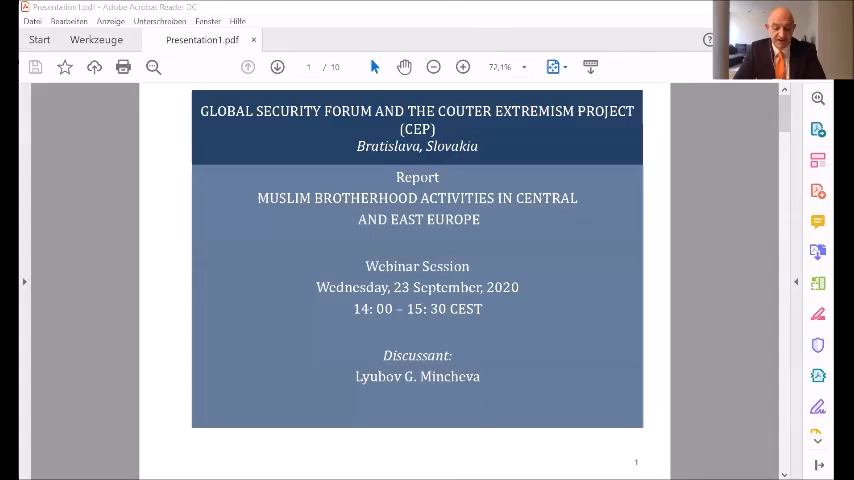 Presentation1.pdf - Adobe Acrobat Reader DC
Datei Bearbeiten Anzeige Unterschreiben Fenster Hilfe
Start Werkzeuge Presentation1.pdf ×
1 / 10 72,1%
GLOBAL SECURITY FORUM AND THE COUTER EXTREMISM PROJECT
(CEP)
Bratislava, Slovakia
Report
MUSLIM BROTHERHOOD ACTIVITIES IN CENTRAL
AND EAST EUROPE
Webinar Session
Wednesday, 23 September, 2020
14: 00 – 15: 30 CEST
Discussant:
Lyubov G. Mincheva
1